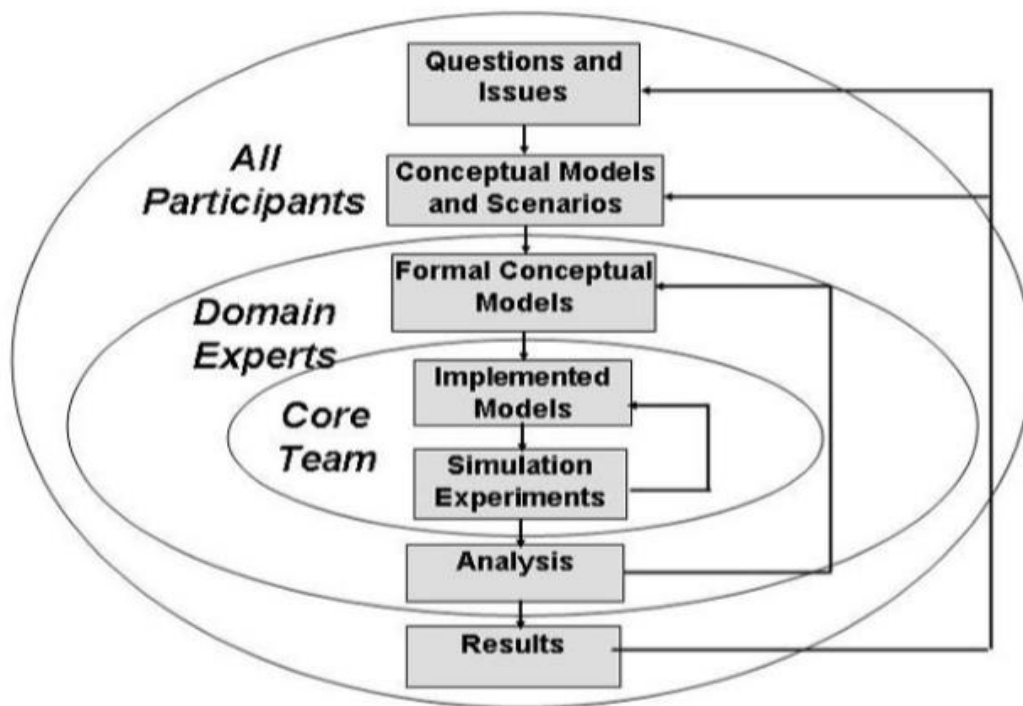 Questions and
Issues
All
Participants
Conceptual Models
and Scenarios
Formal Conceptual
Models
Domain
Experts
Implemented
Models
Core
Team
Simulation
Experiments
Analysis
Results